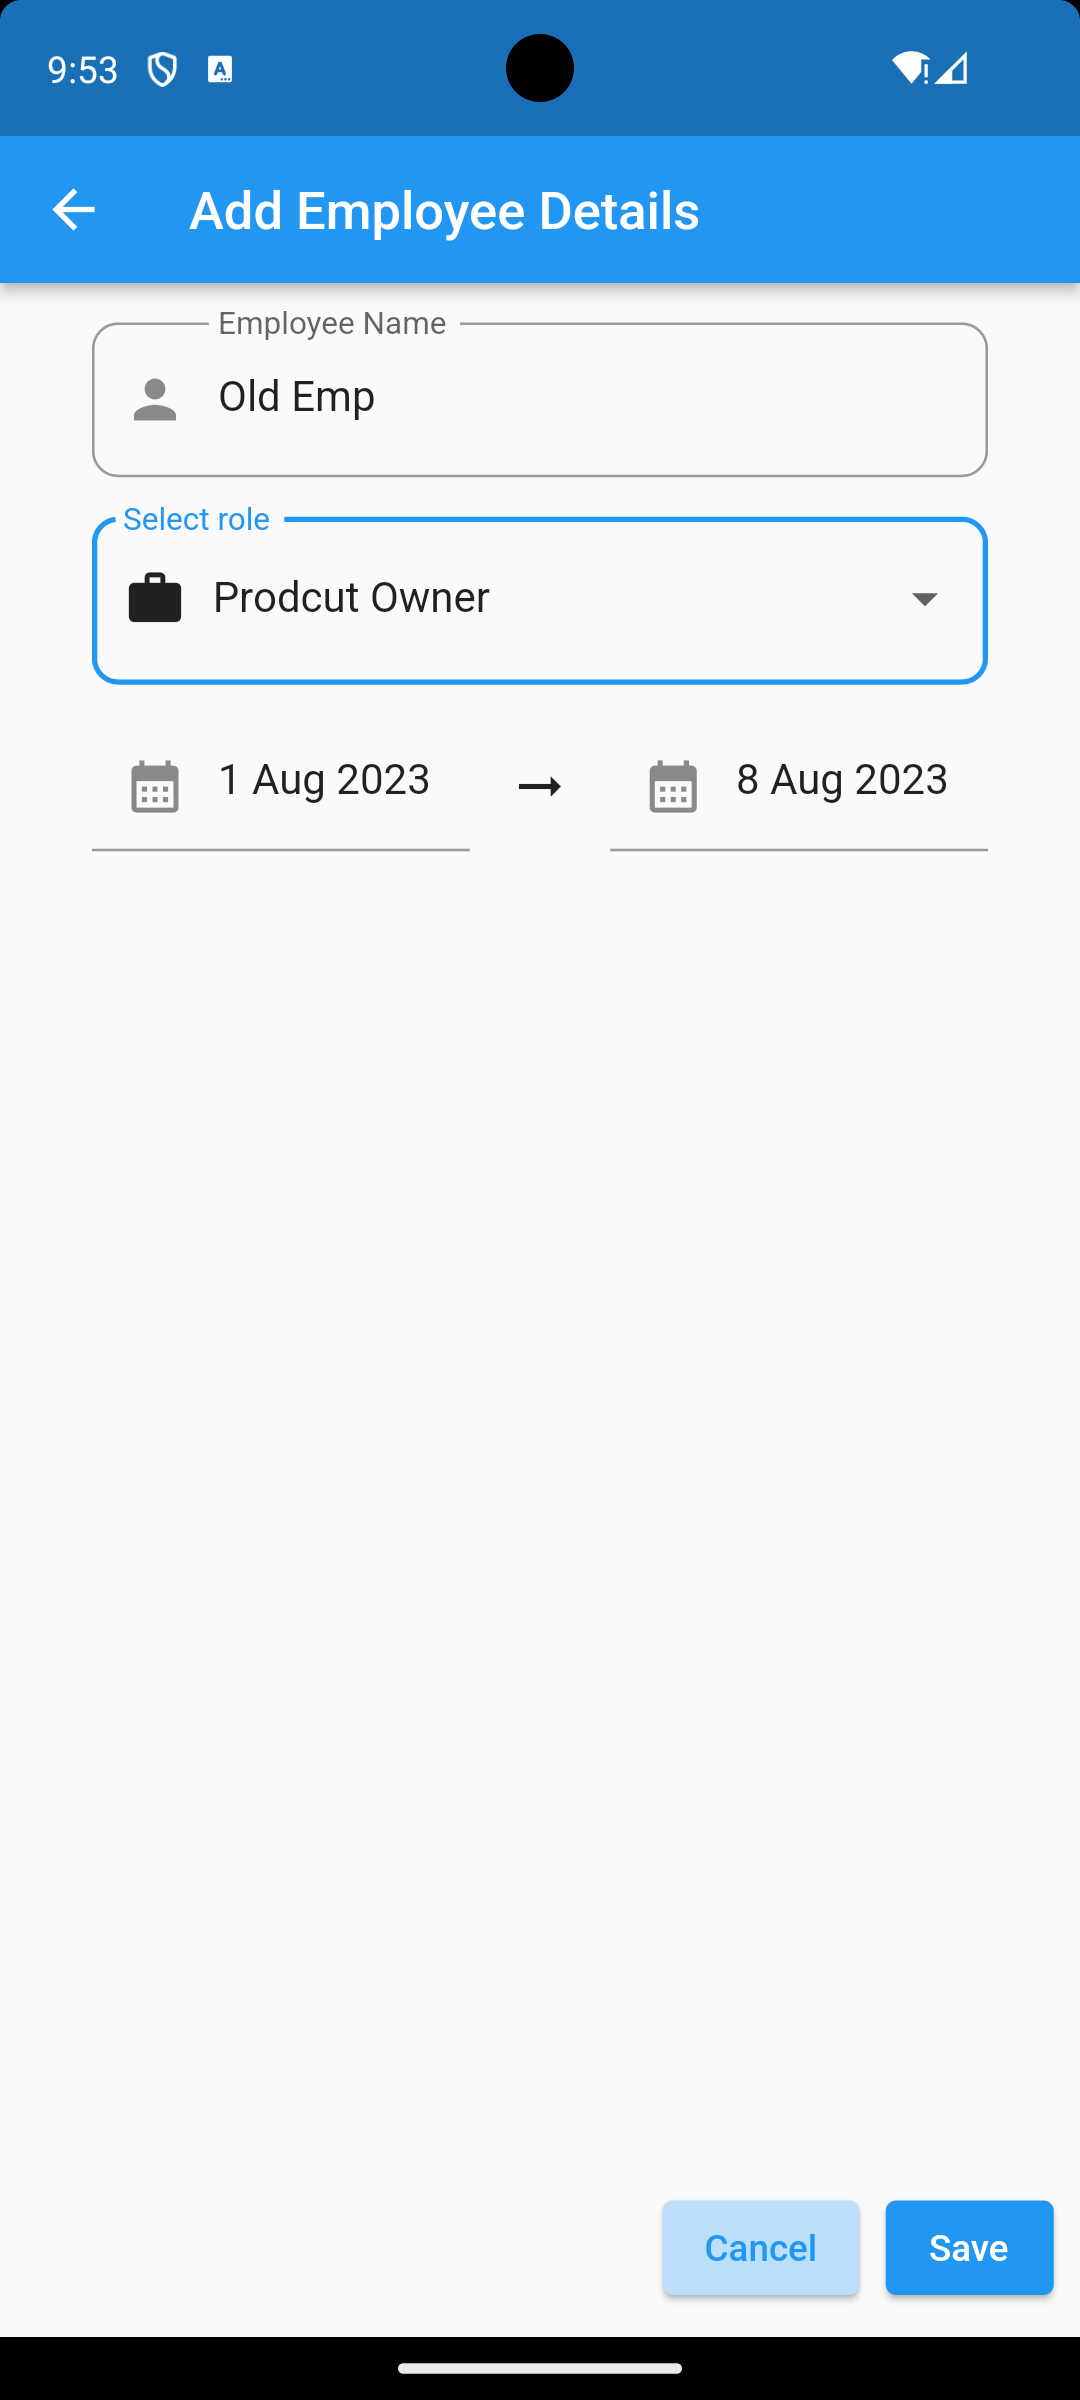 9:53
Add Employee Details
Employee Name
Old Emp
Select role
Prodcut Owner
1 Aug 2023 → 8 Aug 2023
Cancel Save